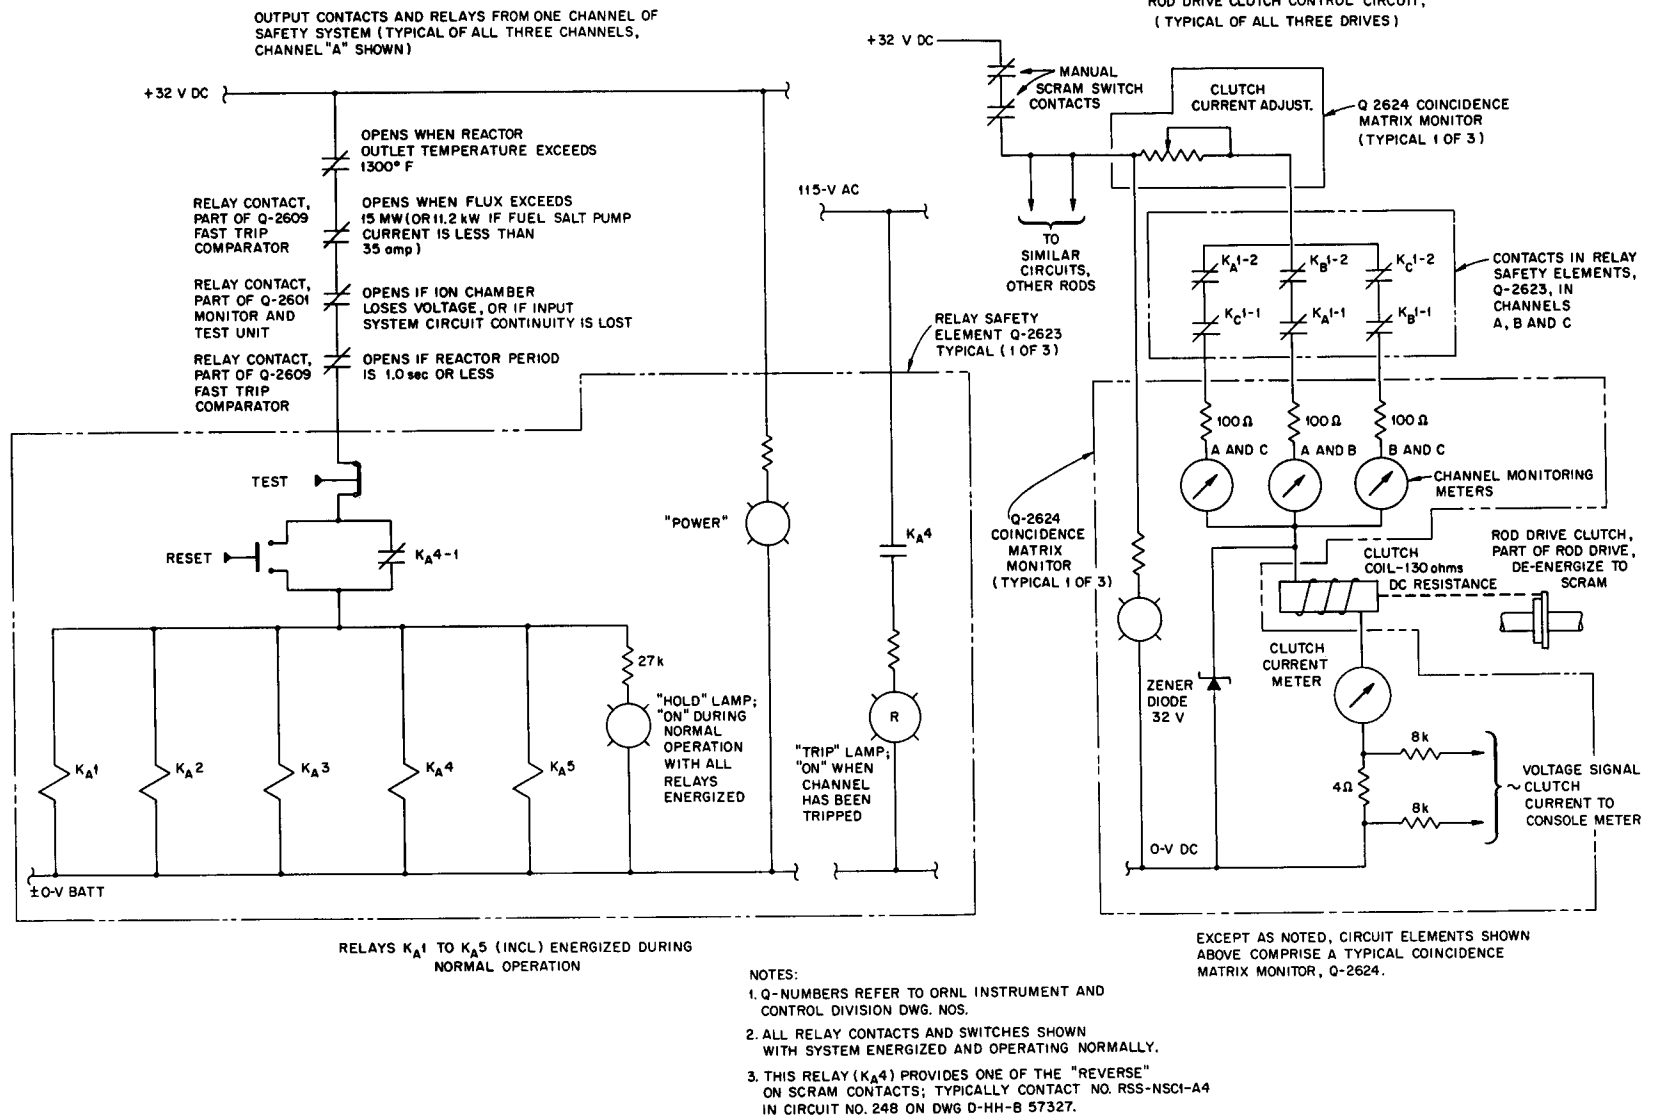 OUTPUT CONTACTS AND RELAYS FROM ONE CHANNEL OF
SAFETY SYSTEM (TYPICAL OF ALL THREE CHANNELS,
CHANNEL "A" SHOWN)
ROD DRIVE CLUTCH CONTROL CIRCUIT,
(TYPICAL OF ALL THREE DRIVES)
+32 V DC
OPENS WHEN REACTOR
OUTLET TEMPERATURE EXCEEDS
1300° F
RELAY CONTACT,
PART OF Q-2609
FAST TRIP
COMPARATOR
OPENS WHEN FLUX EXCEEDS
15 MW (OR 11.2 kW IF FUEL SALT PUMP
CURRENT IS LESS THAN
35 amp)
RELAY CONTACT,
PART OF Q-2601
MONITOR AND
TEST UNIT
OPENS IF ION CHAMBER
LOSES VOLTAGE, OR IF INPUT
SYSTEM CIRCUIT CONTINUITY IS LOST
RELAY CONTACT,
PART OF Q-2609
FAST TRIP
COMPARATOR
OPENS IF REACTOR PERIOD
IS 1.0 sec OR LESS
TEST
RESET
KA4-1
"POWER"
115-V AC
RELAY SAFETY
ELEMENT Q-2623
TYPICAL (1 OF 3)
KA4
R
"TRIP" LAMP;
"ON" WHEN
CHANNEL
HAS BEEN
TRIPPED
27k
"HOLD" LAMP;
"ON" DURING
NORMAL
OPERATION
WITH ALL
RELAYS
ENERGIZED
KA1
KA2
KA3
KA4
KA5
±0-V BATT
RELAYS KA1 TO KA5 (INCL) ENERGIZED DURING
NORMAL OPERATION
+32 V DC
MANUAL
SCRAM SWITCH
CONTACTS
CLUTCH
CURRENT ADJUST.
Q 2624 COINCIDENCE
MATRIX MONITOR
(TYPICAL 1 OF 3)
TO
SIMILAR
CIRCUITS,
OTHER RODS
KA1-2
KB1-2
KC1-2
KC1-1
KA1-1
KB1-1
CONTACTS IN RELAY
SAFETY ELEMENTS,
Q-2623, IN
CHANNELS
A, B AND C
100Ω
100Ω
100Ω
A AND C
A AND B
B AND C
CHANNEL MONITORING
METERS
Q-2624
COINCIDENCE
MATRIX
MONITOR
(TYPICAL 1 OF 3)
CLUTCH
COIL-130 ohms
DC RESISTANCE
ROD DRIVE CLUTCH,
PART OF ROD DRIVE,
DE-ENERGIZE TO
SCRAM
CLUTCH
CURRENT
METER
ZENER
DIODE
32 V
8k
4Ω
8k
VOLTAGE SIGNAL
~ CLUTCH
CURRENT TO
CONSOLE METER
0-V DC
EXCEPT AS NOTED, CIRCUIT ELEMENTS SHOWN
ABOVE COMPRISE A TYPICAL COINCIDENCE
MATRIX MONITOR, Q-2624.
NOTES:
1. Q-NUMBERS REFER TO ORNL INSTRUMENT AND
CONTROL DIVISION DWG. NOS.
2. ALL RELAY CONTACTS AND SWITCHES SHOWN
WITH SYSTEM ENERGIZED AND OPERATING NORMALLY.
3. THIS RELAY (KA4) PROVIDES ONE OF THE "REVERSE"
ON SCRAM CONTACTS; TYPICALLY CONTACT NO. RSS-NSC1-A4
IN CIRCUIT NO. 248 ON DWG D-HH-B 57327.